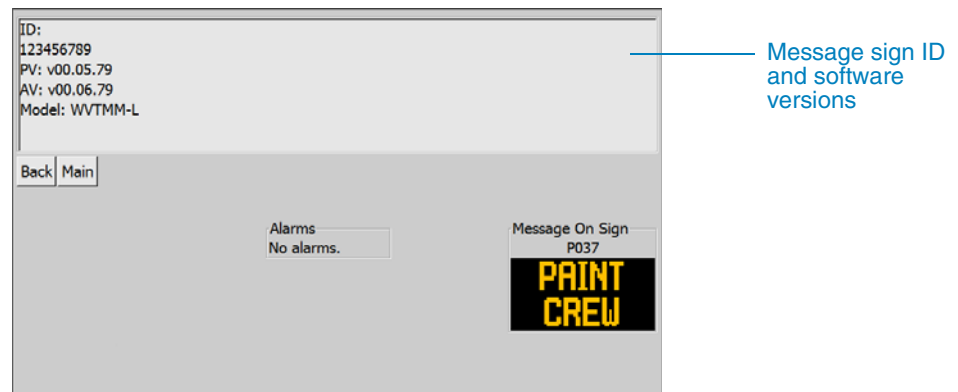 ID:
123456789
PV: v00.05.79
AV: v00.06.79
Model: WVTMM-L
Message sign ID
and software
versions
Back Main
Alarms
No alarms.
Message On Sign
P037
PAINT
CREW